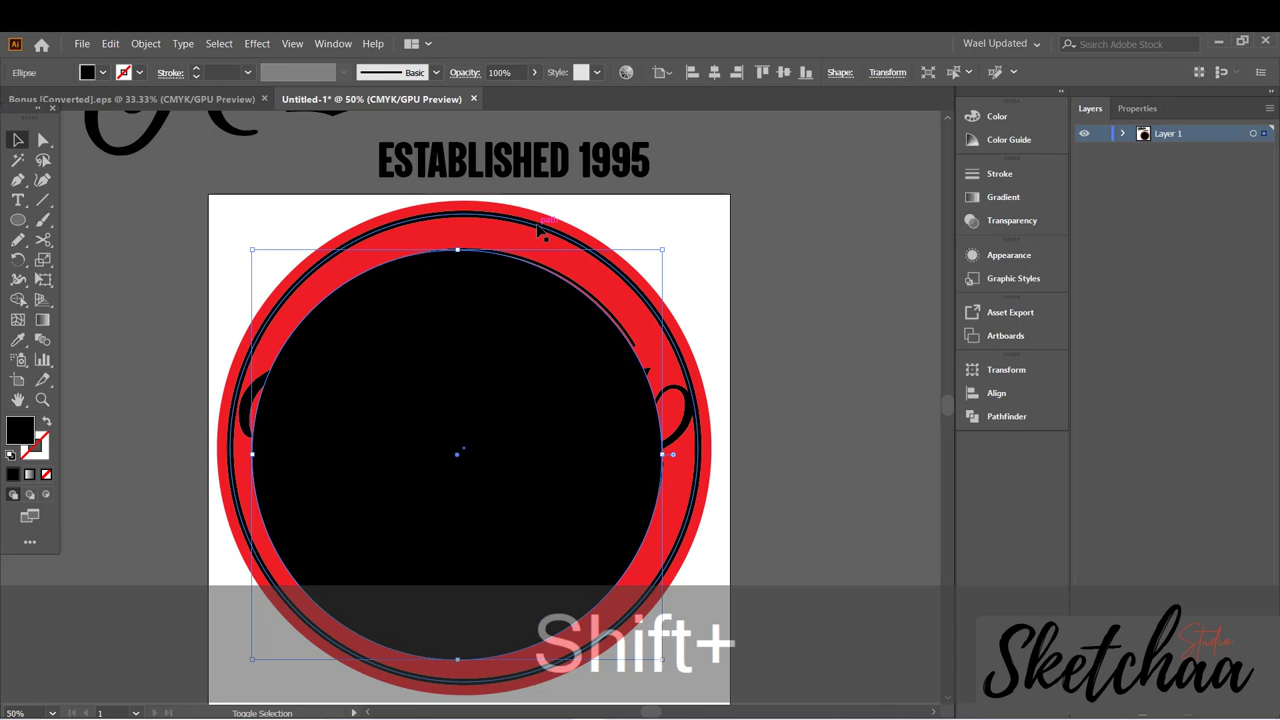 Ai File Edit Object Type Select Effect View Window Help Wael Updated Search Adobe Stock
Ellipse Stroke: Basic Opacity: 100% Style: Shape: Transform
Bonus [Converted].eps @ 33.33% (CMYK/GPU Preview) Untitled-1* @ 50% (CMYK/GPU Preview)
Layers Properties
Color
Layer 1
Color Guide
ESTABLISHED 1995
Stroke
Gradient
path
Transparency
Appearance
Graphic Styles
Asset Export
Artboards
Transform
Align
Pathfinder
Shift+
Studio
Sketchaa
50% 1 Toggle Selection